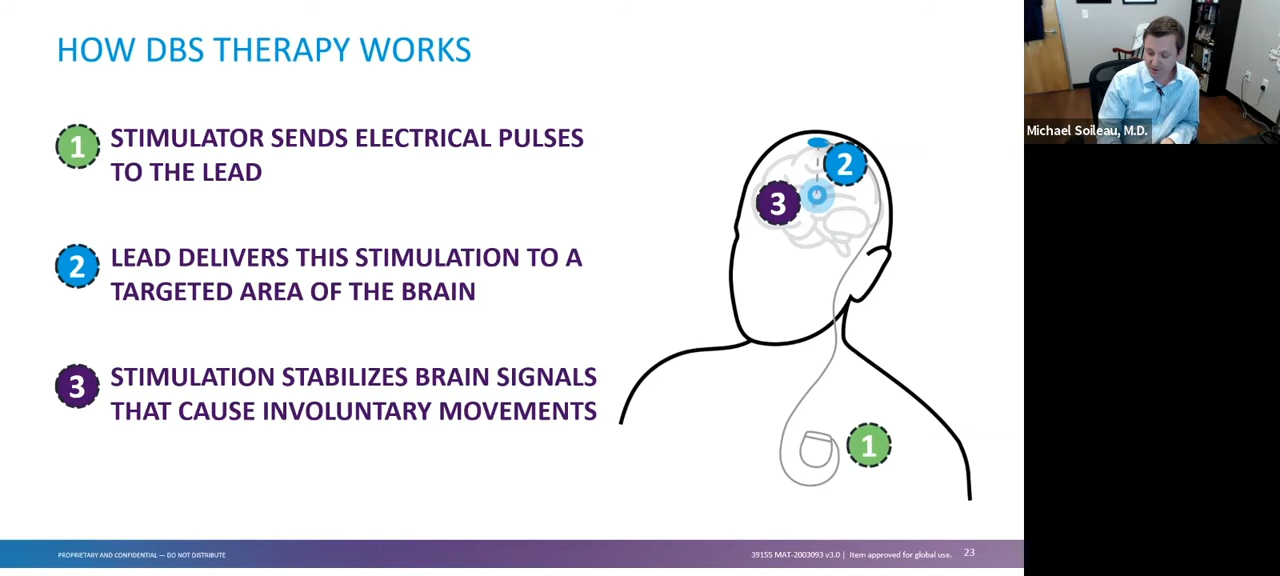 HOW DBS THERAPY WORKS
1
STIMULATOR SENDS ELECTRICAL PULSES
TO THE LEAD
2
LEAD DELIVERS THIS STIMULATION TO A
TARGETED AREA OF THE BRAIN
3
STIMULATION STABILIZES BRAIN SIGNALS
THAT CAUSE INVOLUNTARY MOVEMENTS
2
3
1
Michael Soileau, M.D.
PROPRIETARY AND CONFIDENTIAL — DO NOT DISTRIBUTE
39155 MAT-2003093 v3.0 | Item approved for global use. 23